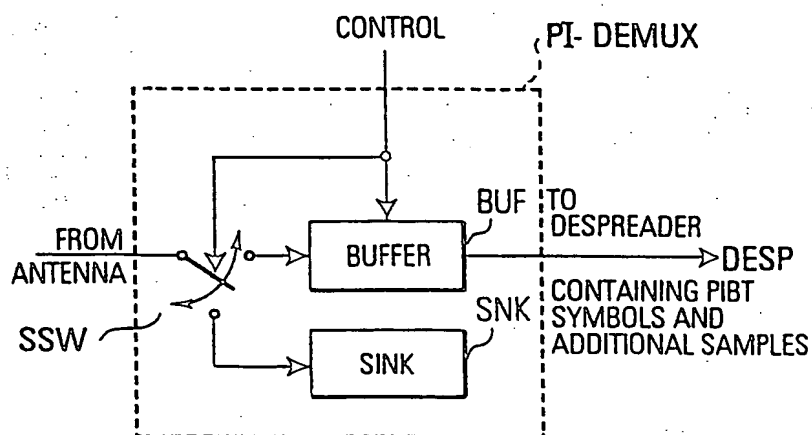 CONTROL
PI- DEMUX
BUF
TO
DESPREADER
FROM
ANTENNA
BUFFER
DESP
SSW
SNK
CONTAINING PIBT
SYMBOLS AND
ADDITIONAL SAMPLES
SINK